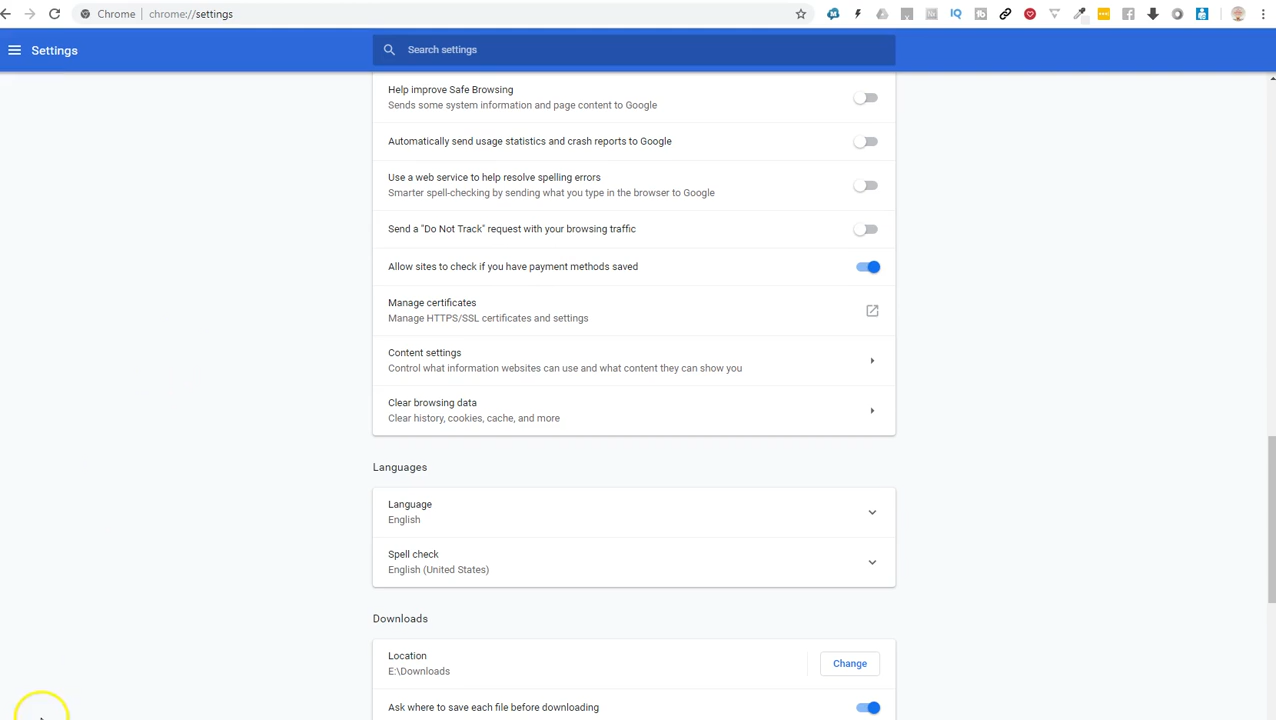 Chrome chrome://settings
Settings
Search settings
Help improve Safe Browsing
Sends some system information and page content to Google
Automatically send usage statistics and crash reports to Google
Use a web service to help resolve spelling errors
Smarter spell-checking by sending what you type in the browser to Google
Send a "Do Not Track" request with your browsing traffic
Allow sites to check if you have payment methods saved
Manage certificates
Manage HTTPS/SSL certificates and settings
Content settings
Control what information websites can use and what content they can show you
Clear browsing data
Clear history, cookies, cache, and more
Languages
Language
English
Spell check
English (United States)
Downloads
Location
E:\Downloads
Change
Ask where to save each file before downloading